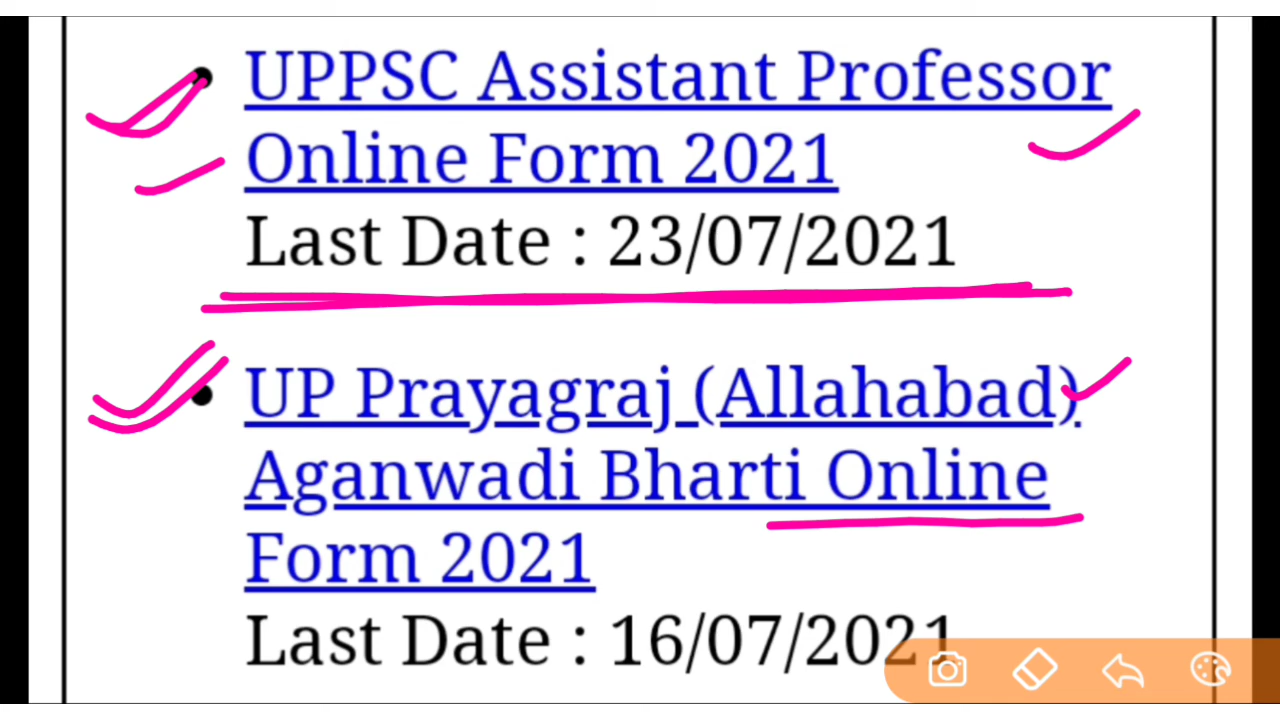 UPPSC Assistant Professor
Online Form 2021
Last Date : 23/07/2021
UP Prayagraj (Allahabad)
Aganwadi Bharti Online
Form 2021
Last Date : 16/07/2021